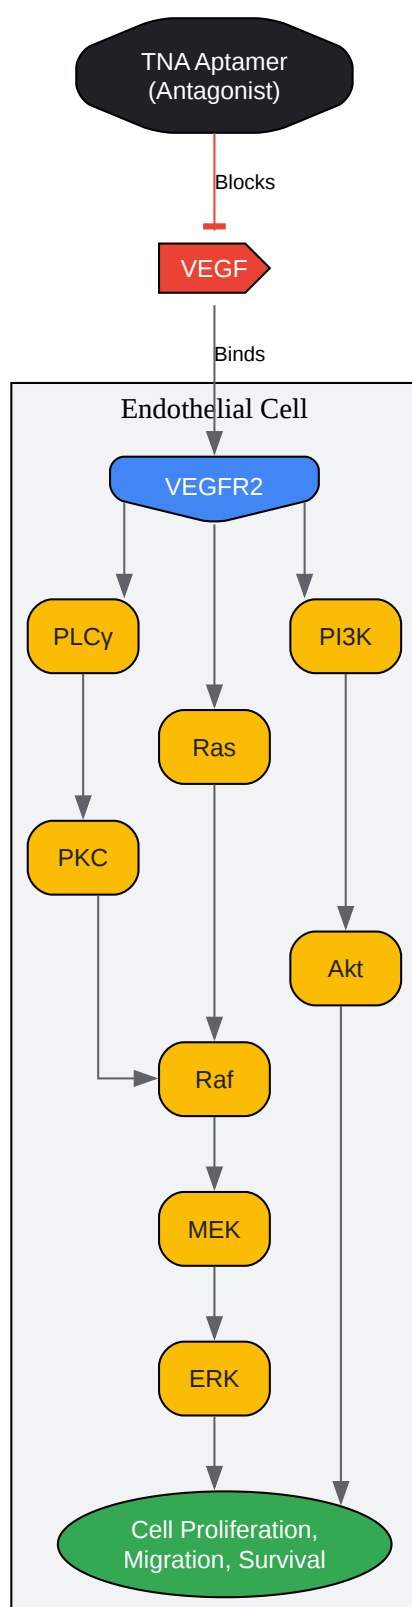 TNA Aptamer
(Antagonist)
Blocks
VEGF
Binds
Endothelial Cell
VEGFR2
PLCγ
PI3K
Ras
PKC
Akt
Raf
MEK
ERK
Cell Proliferation,
Migration, Survival